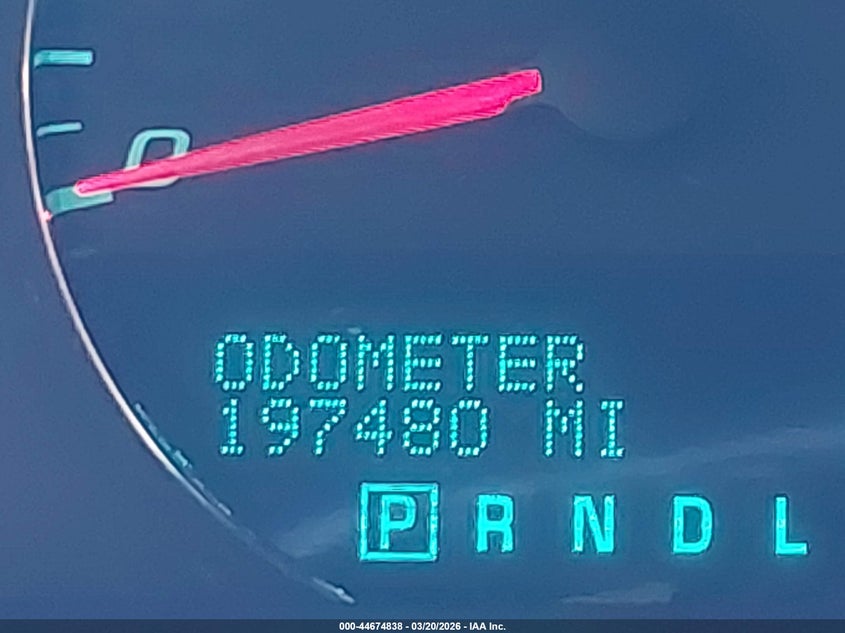 0
ODOMETER
197480 MI
P R N D L
000-44674838 - 03/20/2026 - IAA Inc.